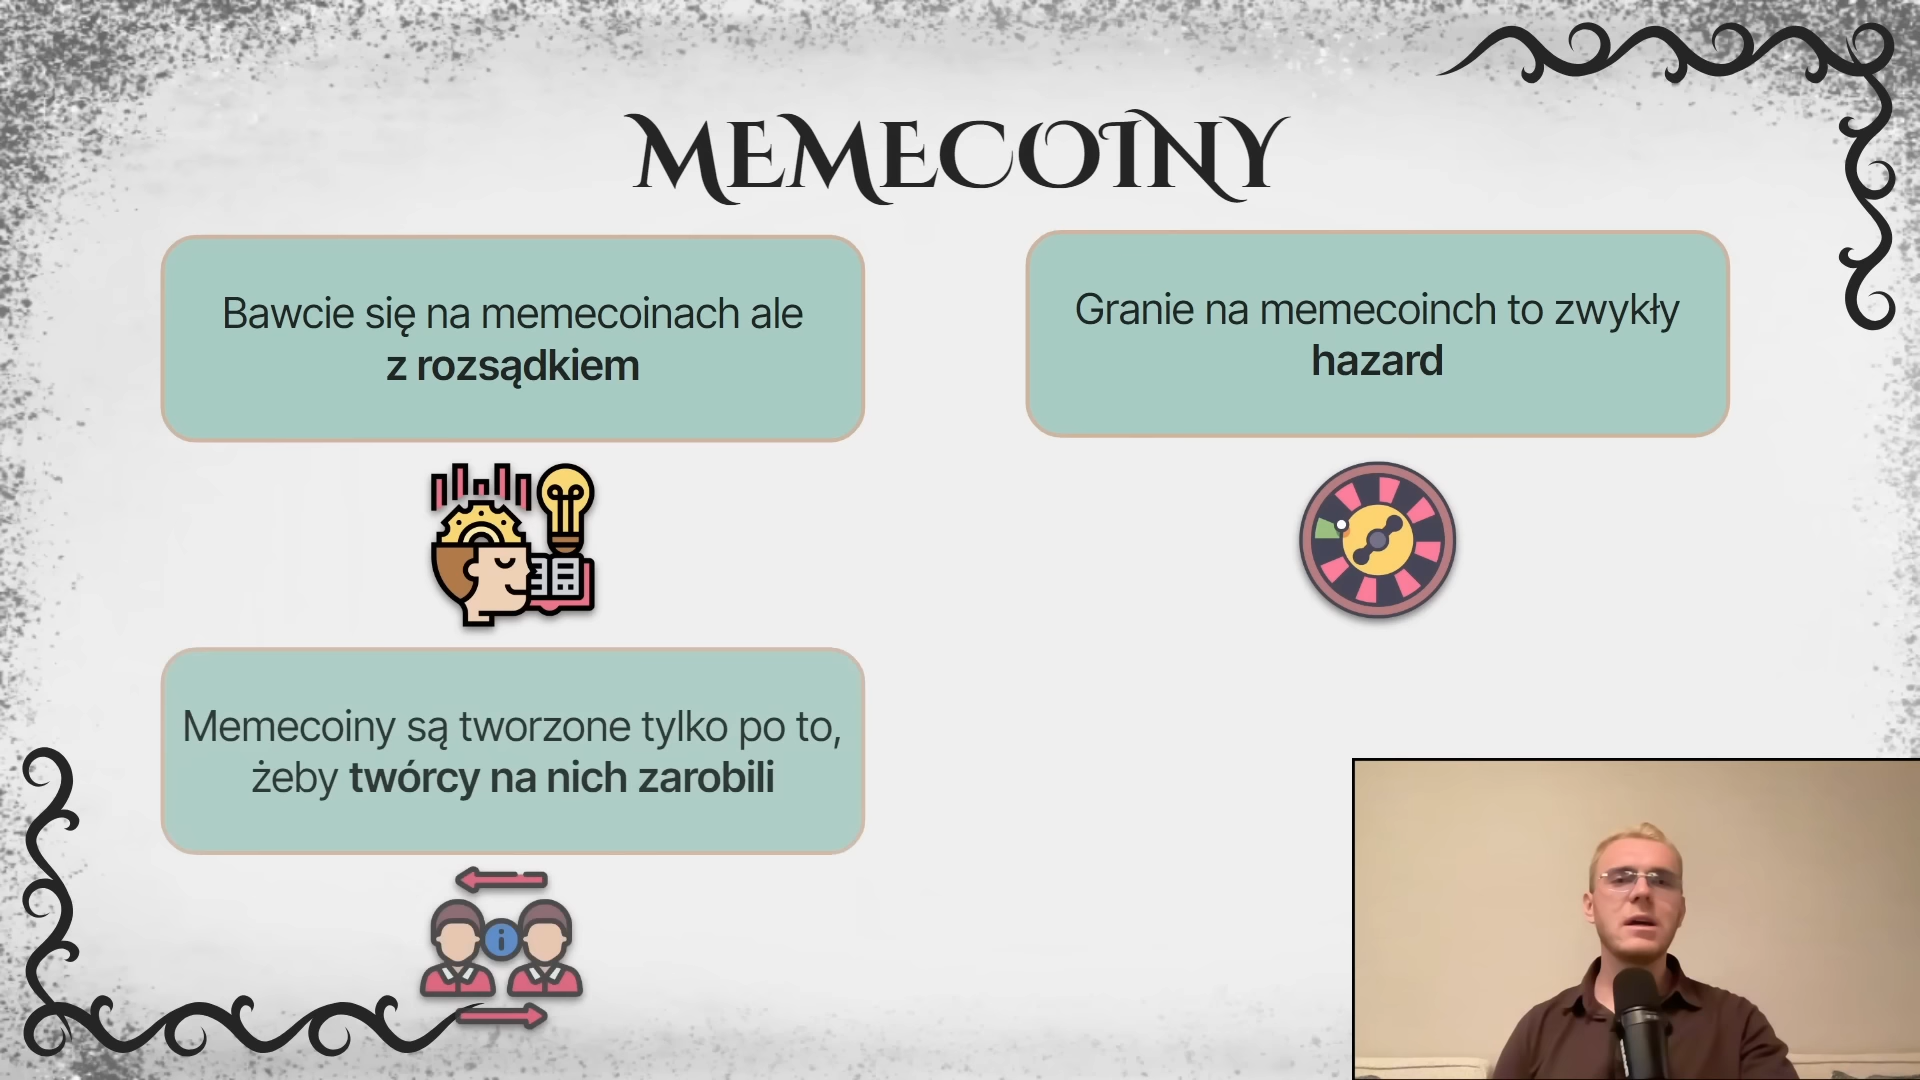 MEMECOINY
Bawcie się na memecoinach ale
z rozsądkiem
Granie na memecoinch to zwykły
hazard
Memecoiny są tworzone tylko po to,
żeby twórcy na nich zarobili